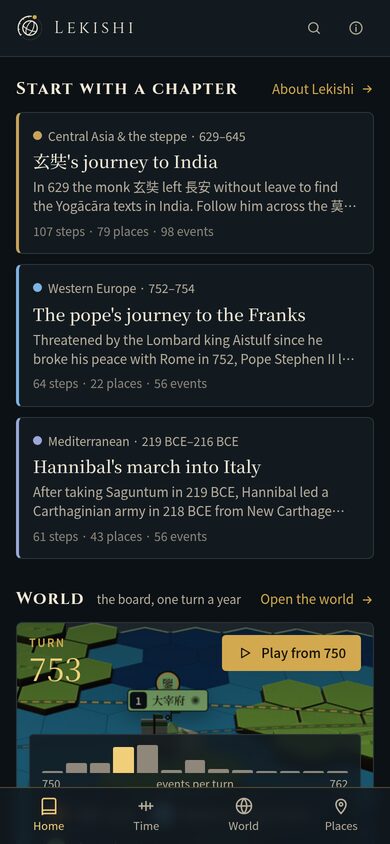 LEKISHI
START WITH A CHAPTER
About Lekishi →
Central Asia & the steppe · 629–645
玄奘's journey to India
In 629 the monk 玄奘 left 長安 without leave to find
the Yogācāra texts in India. Follow him across the 莫…
107 steps · 79 places · 98 events
Western Europe · 752–754
The pope's journey to the Franks
Threatened by the Lombard king Aistulf since he
broke his peace with Rome in 752, Pope Stephen II l…
64 steps · 22 places · 56 events
Mediterranean · 219 BCE–216 BCE
Hannibal's march into Italy
After taking Saguntum in 219 BCE, Hannibal led a
Carthaginian army in 218 BCE from New Carthage…
61 steps · 43 places · 56 events
WORLD the board, one turn a year Open the world →
TURN
753
Play from 750
1 大宰府
750 events per turn 762
Home Time World Places